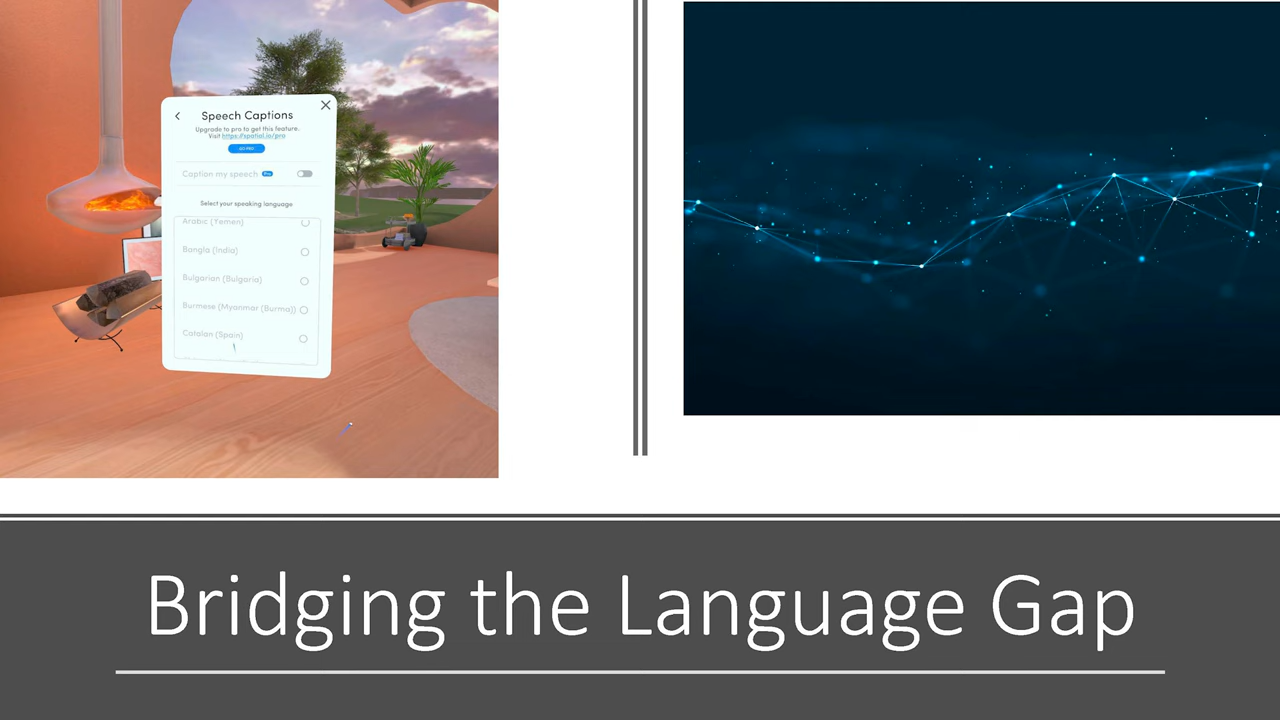 Speech Captions
Upgrade to pro to get this feature.
Visit https://spatial.io/pro
GO PRO
Caption my speech Pro
Select your speaking language
Arabic (Yemen)
Bangla (India)
Bulgarian (Bulgaria)
Burmese (Myanmar (Burma))
Catalan (Spain)
Bridging the Language Gap